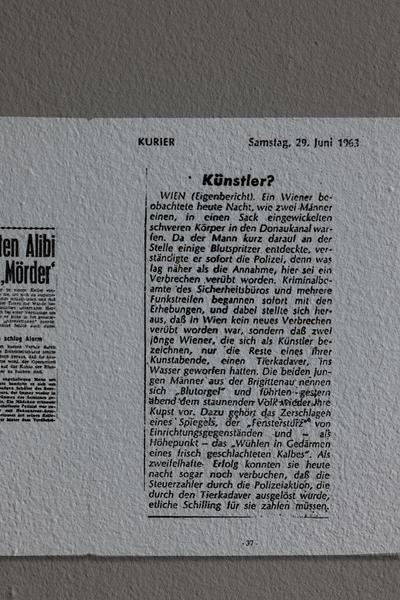 KURIER
Samstag, 29. Juni 1963
ten Alibi
„Mörder‘
schlug Alarm
Künstler?
WIEN (Eigenbericht). Ein Wiener be-
obachtete heute Nacht, wie zwei Männer
einen, in einen Sack eingewickelten
schweren Körper in den Donaukanal war-
fen. Da der Mann kurz darauf an der
Stelle einige Blutspritzer entdeckte, ver-
ständigte er sofort die Polizei, denn was
lag näher als die Annahme, hier sei ein
Verbrechen verübt worden. Kriminalbe-
amte des Sicherheitsbüros und mehrere
Funkstreifen begannen sofort mit den
Erhebungen, und dabei stellte sich her-
aus, daß in Wien kein neues Verbrechen
verübt worden war, sondern daß zwei
junge Wiener, die sich als Künstler be-
zeichnen, nur die Reste eines ihrer
Kunstabende, einen Tierkadaver, ins
Wasser geworfen hatten. Die beiden jun-
gen Männer aus der Brigittenau nennen
sich „Blutorgel“ und führten gestern
abend dem staunenden Volk wieder ihre
Kunst vor. Dazu gehört das Zerschlagen
eines Spiegels, der „Fenstersturz“ von
Einrichtungsgegenständen und — als
Höhepunkt — das „Wühlen in Gedärmen
eines frisch geschlachteten Kalbes“. Als
zweifelhafte Erfolg konnten sie heute
nacht sogar noch verbuchen, daß die
Steuerzahler durch die Polizeiaktion, die
durch den Tierkadaver ausgelöst wurde,
etliche Schilling für sie zahlen müssen.
- 37 -